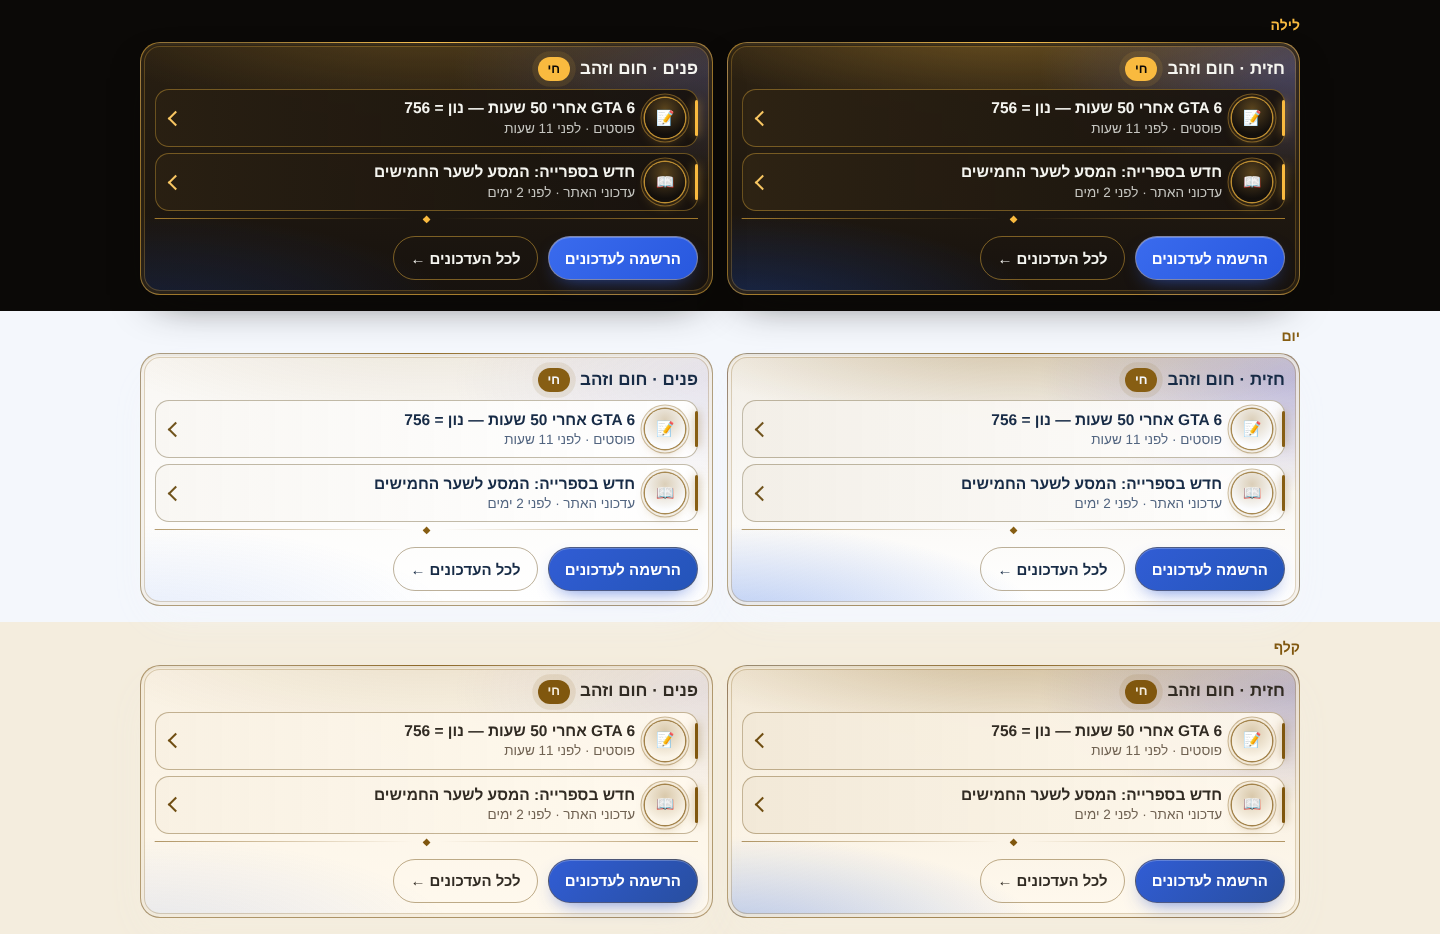 לילה
חזית · חום וזהב חי
GTA 6 אחרי 50 שעות — נון = 756
פוסטים · לפני 11 שעות
חדש בספרייה: המסע לשער החמישים
עדכוני האתר · לפני 2 ימים
הרשמה לעדכונים
לכל העדכונים ←
פנים · חום וזהב חי
GTA 6 אחרי 50 שעות — נון = 756
פוסטים · לפני 11 שעות
חדש בספרייה: המסע לשער החמישים
עדכוני האתר · לפני 2 ימים
הרשמה לעדכונים
לכל העדכונים ←
יום
חזית · חום וזהב חי
GTA 6 אחרי 50 שעות — נון = 756
פוסטים · לפני 11 שעות
חדש בספרייה: המסע לשער החמישים
עדכוני האתר · לפני 2 ימים
הרשמה לעדכונים
לכל העדכונים ←
פנים · חום וזהב חי
GTA 6 אחרי 50 שעות — נון = 756
פוסטים · לפני 11 שעות
חדש בספרייה: המסע לשער החמישים
עדכוני האתר · לפני 2 ימים
הרשמה לעדכונים
לכל העדכונים ←
קלף
חזית · חום וזהב חי
GTA 6 אחרי 50 שעות — נון = 756
פוסטים · לפני 11 שעות
חדש בספרייה: המסע לשער החמישים
עדכוני האתר · לפני 2 ימים
הרשמה לעדכונים
לכל העדכונים ←
פנים · חום וזהב חי
GTA 6 אחרי 50 שעות — נון = 756
פוסטים · לפני 11 שעות
חדש בספרייה: המסע לשער החמישים
עדכוני האתר · לפני 2 ימים
הרשמה לעדכונים
לכל העדכונים ←